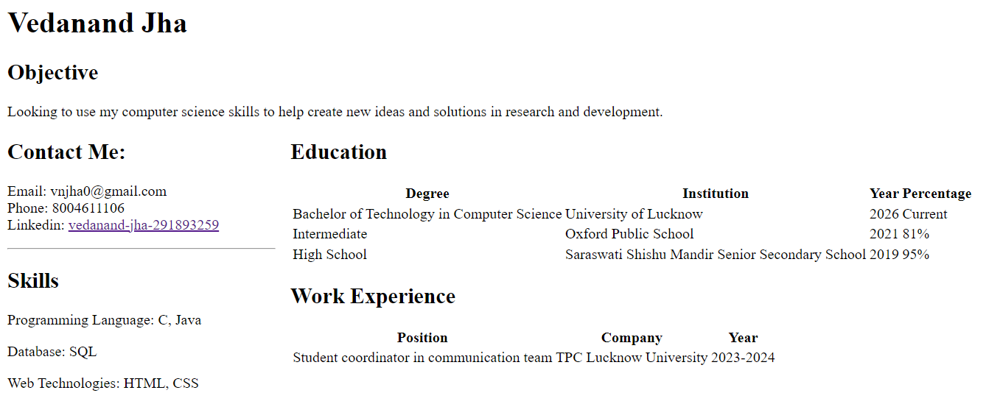 Vedanand Jha
Objective
Looking to use my computer science skills to help create new ideas and solutions in research and development.
Contact Me:
Email: vnjha0@gmail.com
Phone: 8004611106
Linkedin: vedanand-jha-291893259
Skills
Programming Language: C, Java
Database: SQL
Web Technologies: HTML, CSS
Education
Degree Institution Year Percentage
Bachelor of Technology in Computer Science University of Lucknow 2026 Current
Intermediate Oxford Public School 2021 81%
High School Saraswati Shishu Mandir Senior Secondary School 2019 95%
Work Experience
Position Company Year
Student coordinator in communication team TPC Lucknow University 2023-2024